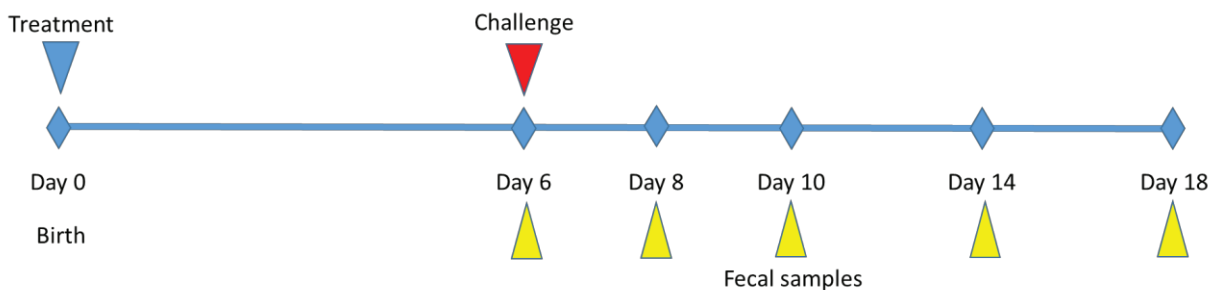 Treatment
Challenge
Day 0
Day 6
Day 8
Day 10
Day 14
Day 18
Birth
Fecal samples